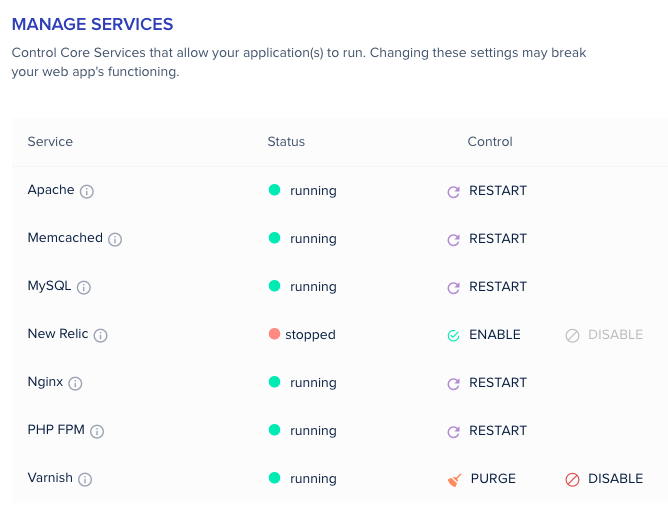 MANAGE SERVICES
Control Core Services that allow your application(s) to run. Changing these settings may break
your web app's functioning.
Service Status Control
Apache running RESTART
Memcached running RESTART
MySQL running RESTART
New Relic stopped ENABLE DISABLE
Nginx running RESTART
PHP FPM running RESTART
Varnish running PURGE DISABLE